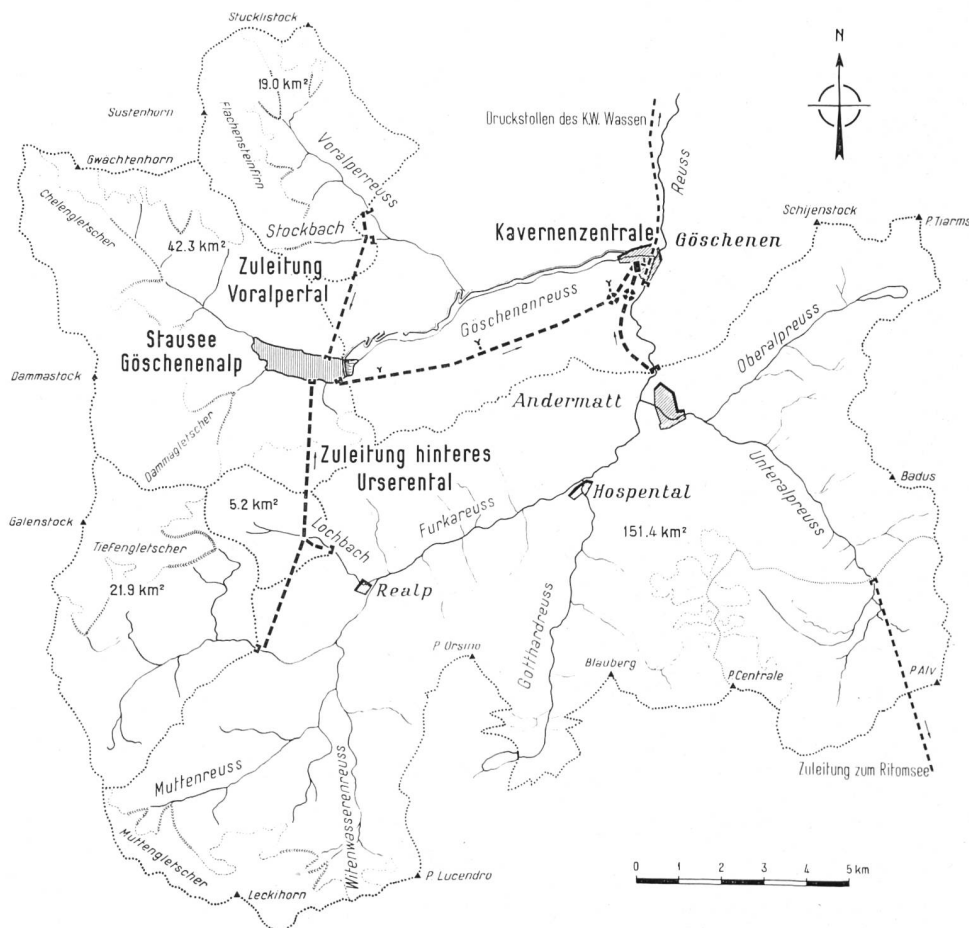 Stucklistock
N
19.0 km²
Sustenhorn
Druckstollen des K.W. Wassen
Flachensteinfirn
Voralperreuss
Reuss
Gwächtenhorn
Chelengletscher
Stockbach
Schijenstock
P. Tiarms
Kavernenzentrale
Göschenen
42.3 km²
Zuleitung
Voralpertal
Göschenenreuss
Oberalpreuss
Stausee
Göschenenalp
Dammastock
Andermatt
Dammagletscher
Zuleitung hinteres
Urserental
Unteralpreuss
Badus
5.2 km²
Hospental
Galenstock
Lochbach
Furkareuss
151.4 km²
Tiefengletscher
21.9 km²
Realp
Gotthardreuss
P. Orsino
Blauberg
P. Centrale
P. Alv
Muttenreuss
Zuleitung zum Ritomsee
Witenwasserenreuss
Muttengletscher
P. Lucendro
Leckihorn
0 1 2 3 4 5 km